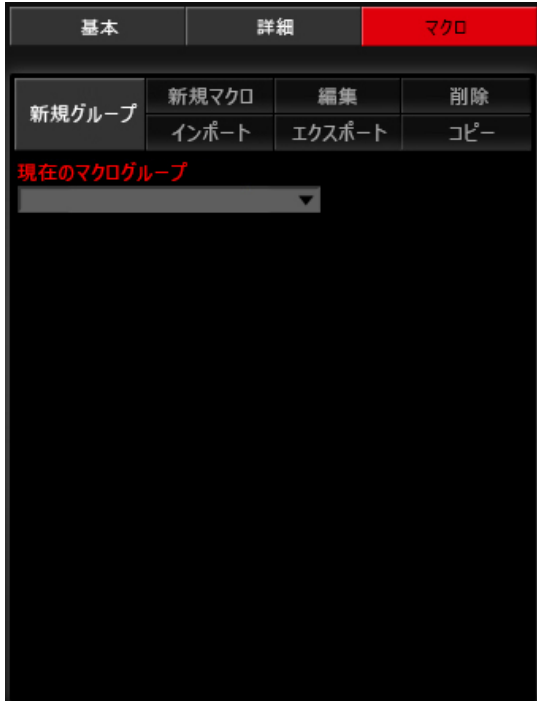 基本 詳細 マクロ
新規グループ 新規マクロ 編集 削除
インポート エクスポート コピー
現在のマクログループ